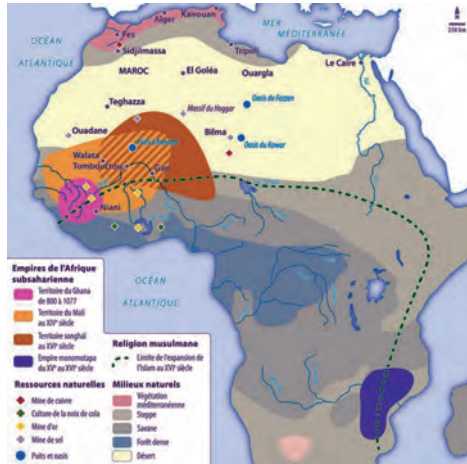 OCÉAN
ATLANTIQUE
MER
MÉDITERRANÉE
Alger
Kairouan
Fès
Sidjilmassa
Tripoli
Le Caire
MAROC
El Goléa
Ouargla
Teghazza
Massif du Hoggar
Oasis du Fezzan
Ouadane
Bilma
Oasis du Kawar
Walata
Tombouctou
Gao
Niani
OCÉAN
ATLANTIQUE
Empires de l'Afrique
subsaharienne
Territoire du Ghana
de 800 à 1077
Territoire du Mali
au XIVe siècle
Territoire songhaï
au XVIe siècle
Empire monomotapa
du XVe au XVIe siècle
Religion musulmane
Limite de l'expansion de
l'Islam au XVIe siècle
Ressources naturelles
Mine de cuivre
Culture de la noix de cola
Mine d'or
Mine de sel
Puits et oasis
Milieux naturels
Végétation
méditerranéenne
Steppe
Savane
Forêt dense
Désert